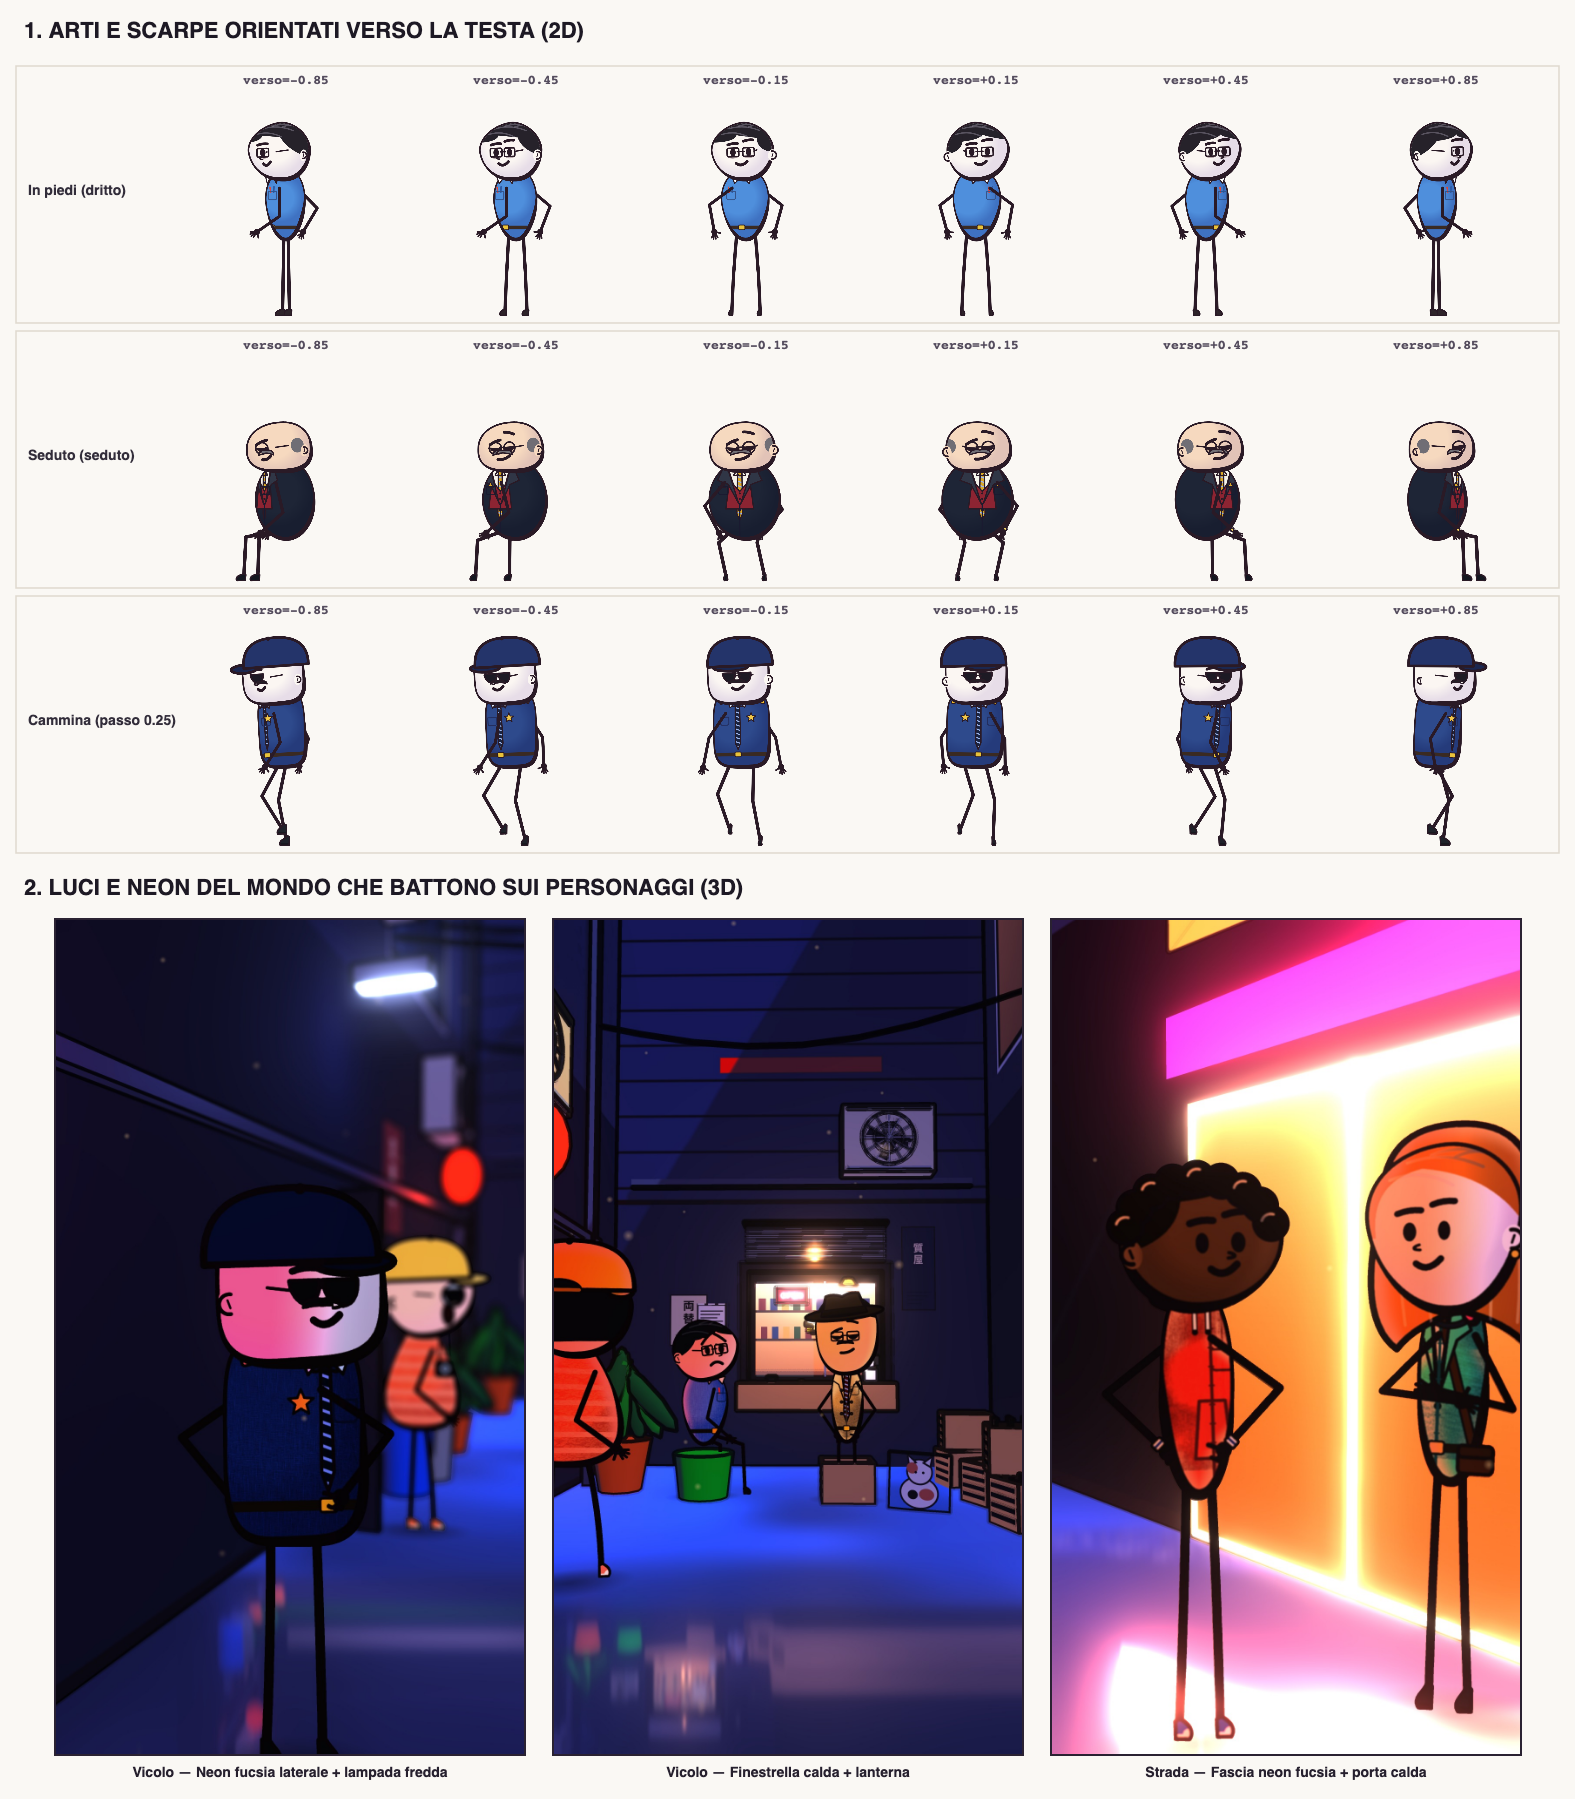 1. ARTI E SCARPE ORIENTATI VERSO LA TESTA (2D)
verso=-0.85 verso=-0.45 verso=-0.15 verso=+0.15 verso=+0.45 verso=+0.85
In piedi (dritto)
verso=-0.85 verso=-0.45 verso=-0.15 verso=+0.15 verso=+0.45 verso=+0.85
Seduto (seduto)
verso=-0.85 verso=-0.45 verso=-0.15 verso=+0.15 verso=+0.45 verso=+0.85
Cammina (passo 0.25)
2. LUCI E NEON DEL MONDO CHE BATTONO SUI PERSONAGGI (3D)
質屋
両替
Vicolo — Neon fucsia laterale + lampada fredda
Vicolo — Finestrella calda + lanterna
Strada — Fascia neon fucsia + porta calda